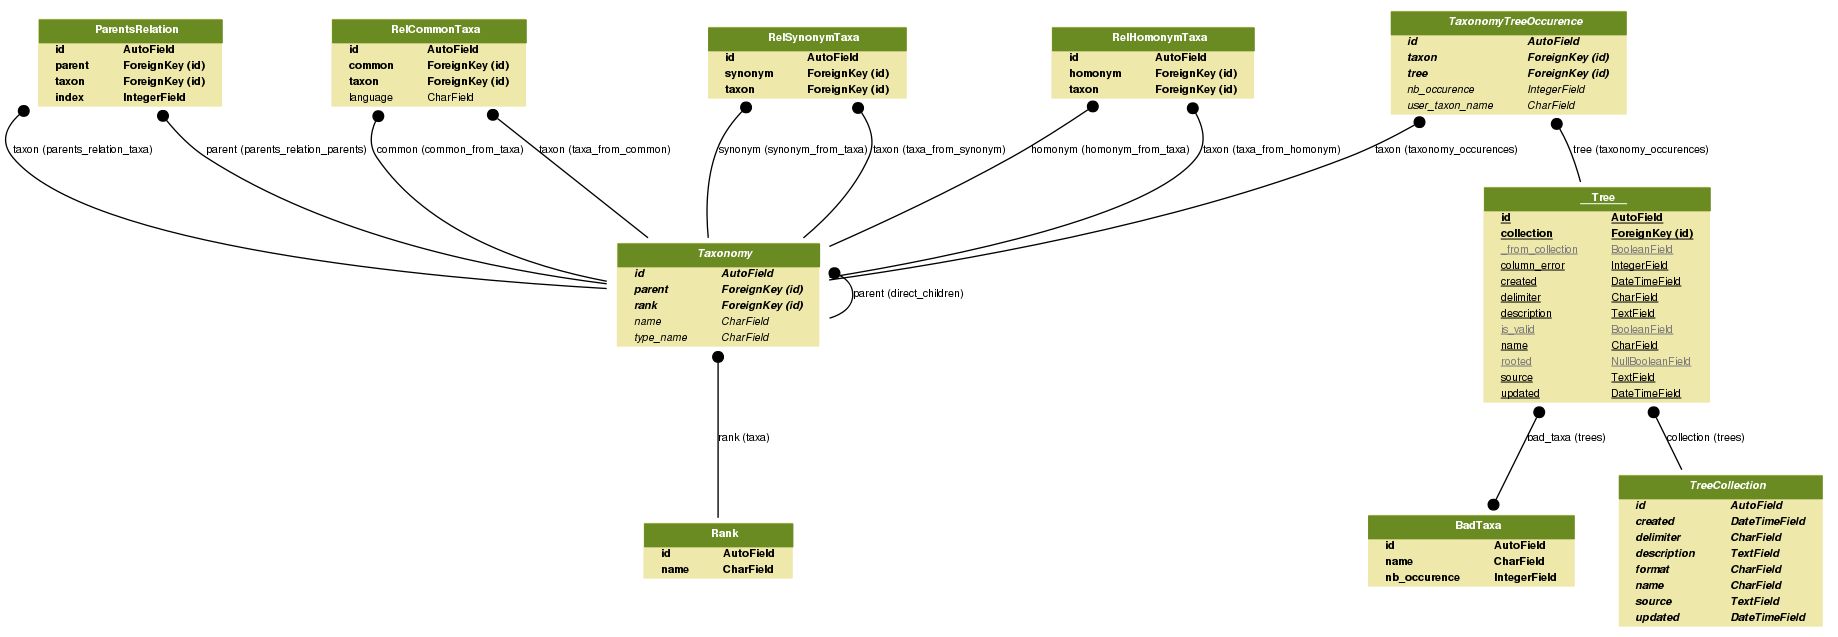 ParentsRelation
id AutoField
parent ForeignKey (id)
taxon ForeignKey (id)
index IntegerField
RelCommonTaxa
id AutoField
common ForeignKey (id)
taxon ForeignKey (id)
language CharField
RelSynonymTaxa
id AutoField
synonym ForeignKey (id)
taxon ForeignKey (id)
RelHomonymTaxa
id AutoField
homonym ForeignKey (id)
taxon ForeignKey (id)
TaxonomyTreeOccurence
id AutoField
taxon ForeignKey (id)
tree ForeignKey (id)
nb_occurence IntegerField
user_taxon_name CharField
taxon (parents_relation_taxa)
parent (parents_relation_parents)
common (common_from_taxa)
taxon (taxa_from_common)
synonym (synonym_from_taxa)
taxon (taxa_from_synonym)
homonym (homonym_from_taxa)
taxon (taxa_from_homonym)
taxon (taxonomy_occurences)
tree (taxonomy_occurences)
Taxonomy
id AutoField
parent ForeignKey (id)
rank ForeignKey (id)
name CharField
type_name CharField
parent (direct_children)
Tree
id AutoField
collection ForeignKey (id)
_from_collection BooleanField
column_error IntegerField
created DateTimeField
delimiter CharField
description TextField
is_valid BooleanField
name CharField
rooted NullBooleanField
source TextField
updated DateTimeField
rank (taxa)
bad_taxa (trees)
collection (trees)
Rank
id AutoField
name CharField
BadTaxa
id AutoField
name CharField
nb_occurence IntegerField
TreeCollection
id AutoField
created DateTimeField
delimiter CharField
description TextField
format CharField
name CharField
source TextField
updated DateTimeField